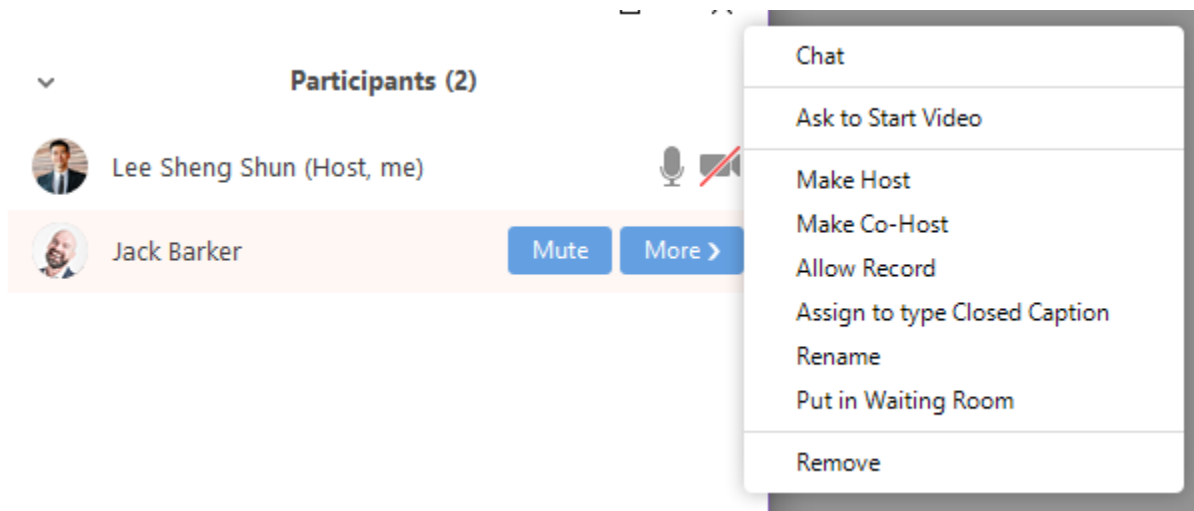 Participants (2)
Lee Sheng Shun (Host, me)
Jack Barker
Mute
More ❯
Chat
Ask to Start Video
Make Host
Make Co-Host
Allow Record
Assign to type Closed Caption
Rename
Put in Waiting Room
Remove